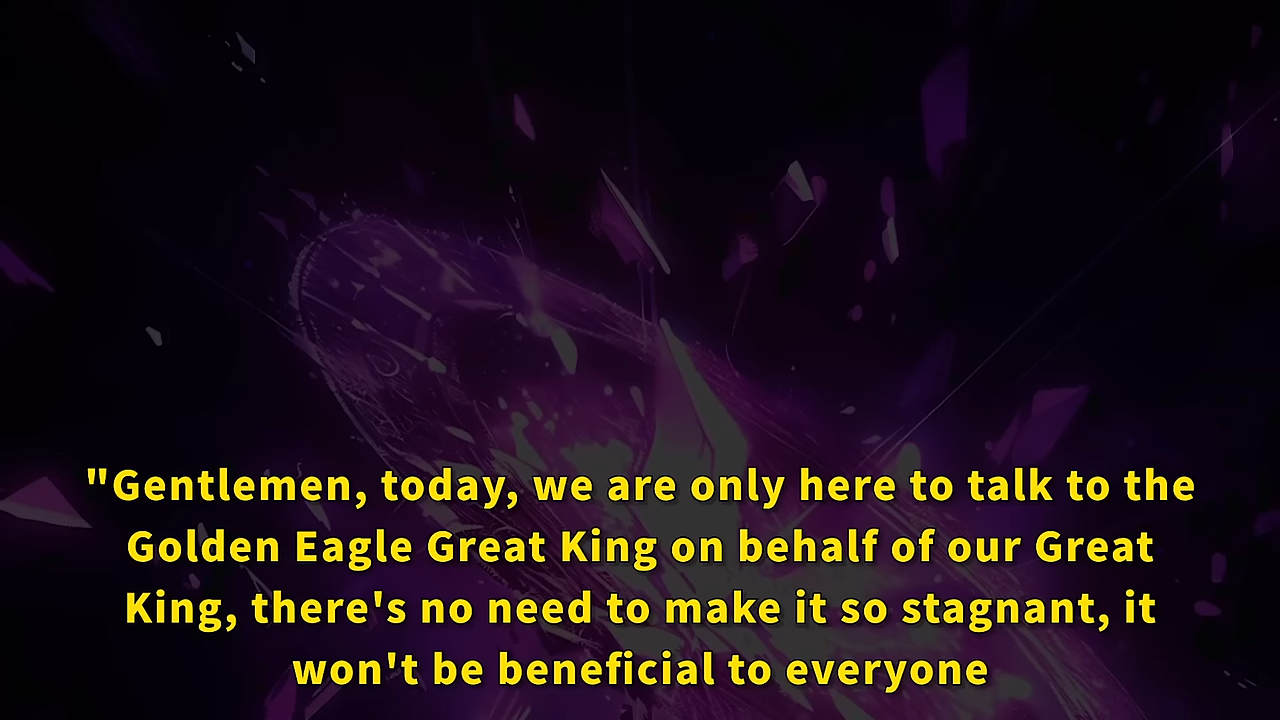 "Gentlemen, today, we are only here to talk to the
Golden Eagle Great King on behalf of our Great
King, there's no need to make it so stagnant, it
won't be beneficial to everyone